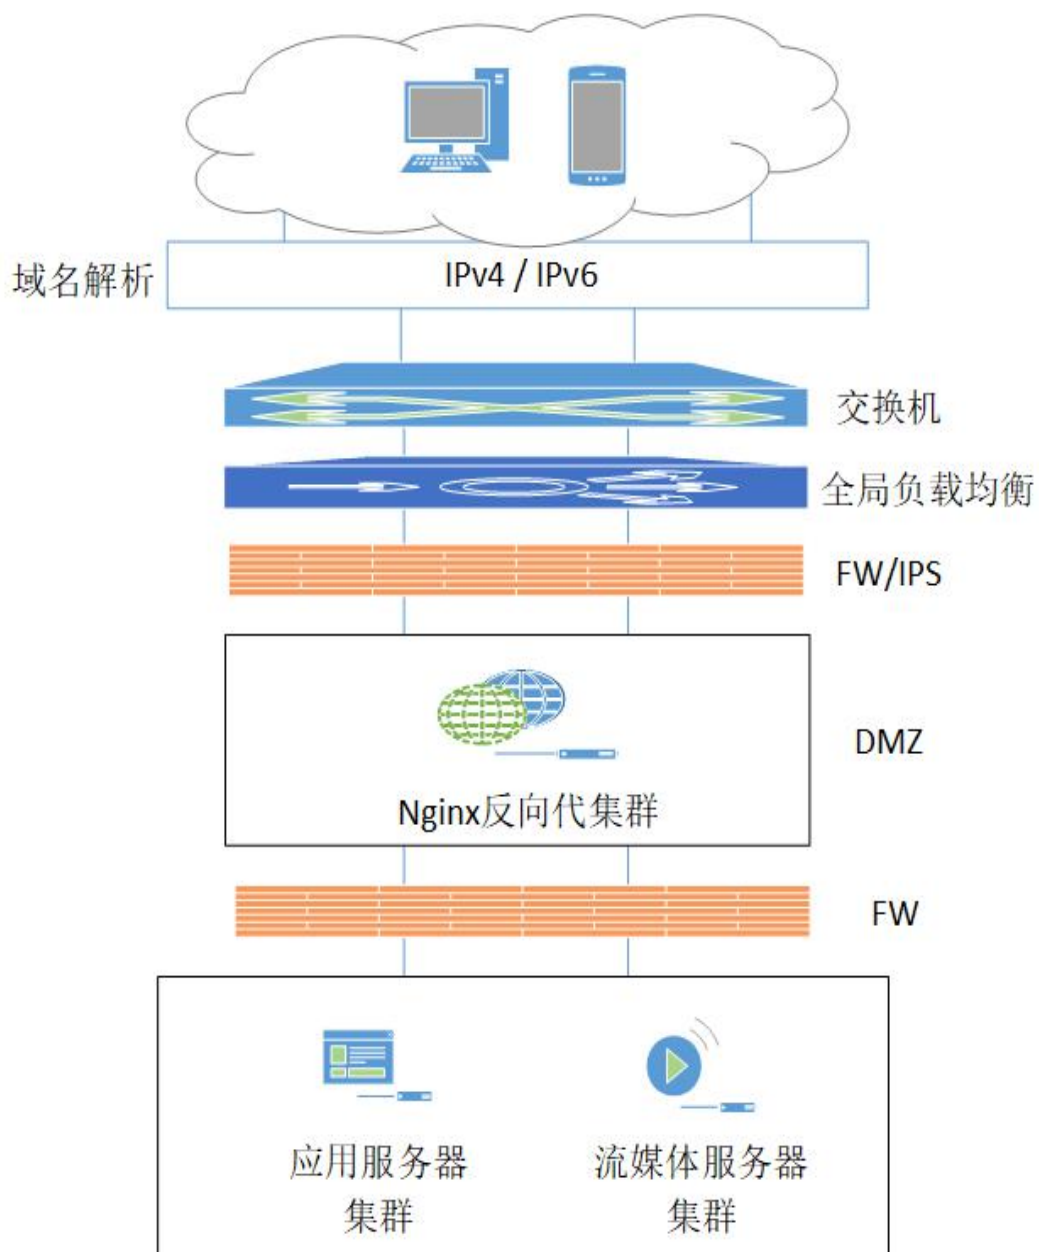 域名解析
IPv4 / IPv6
交换机
全局负载均衡
FW/IPS
DMZ
Nginx反向代集群
FW
应用服务器
集群
流媒体服务器
集群